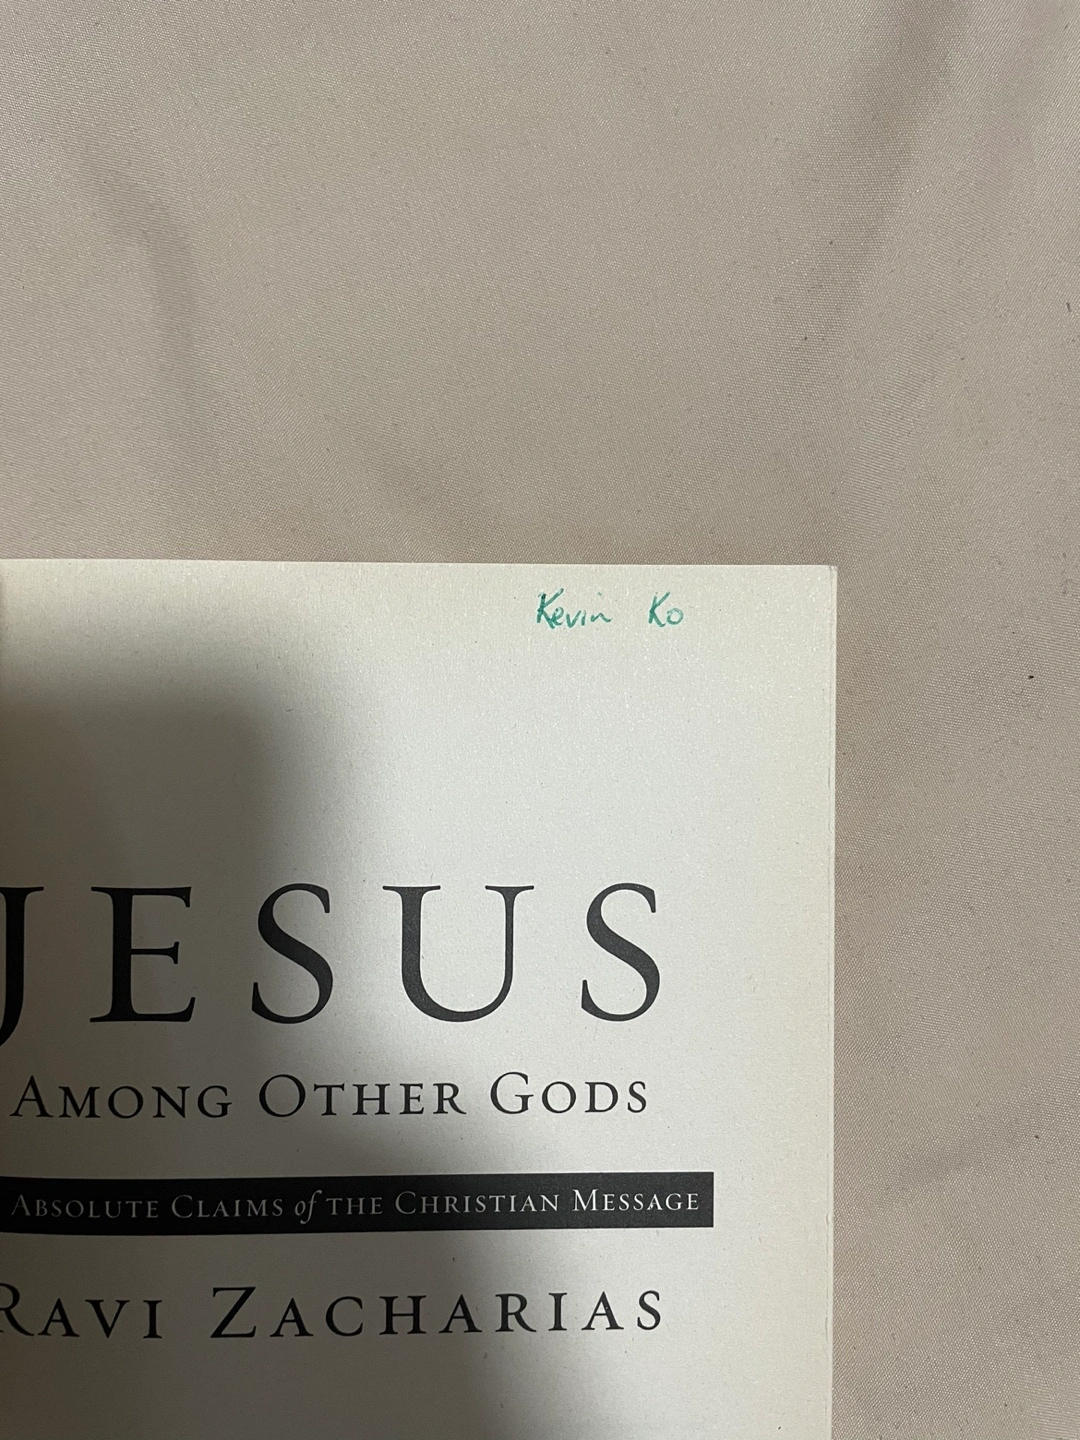 Kevin Ko
JESUS
AMONG OTHER GODS
ABSOLUTE CLAIMS of THE CHRISTIAN MESSAGE
RAVI ZACHARIAS